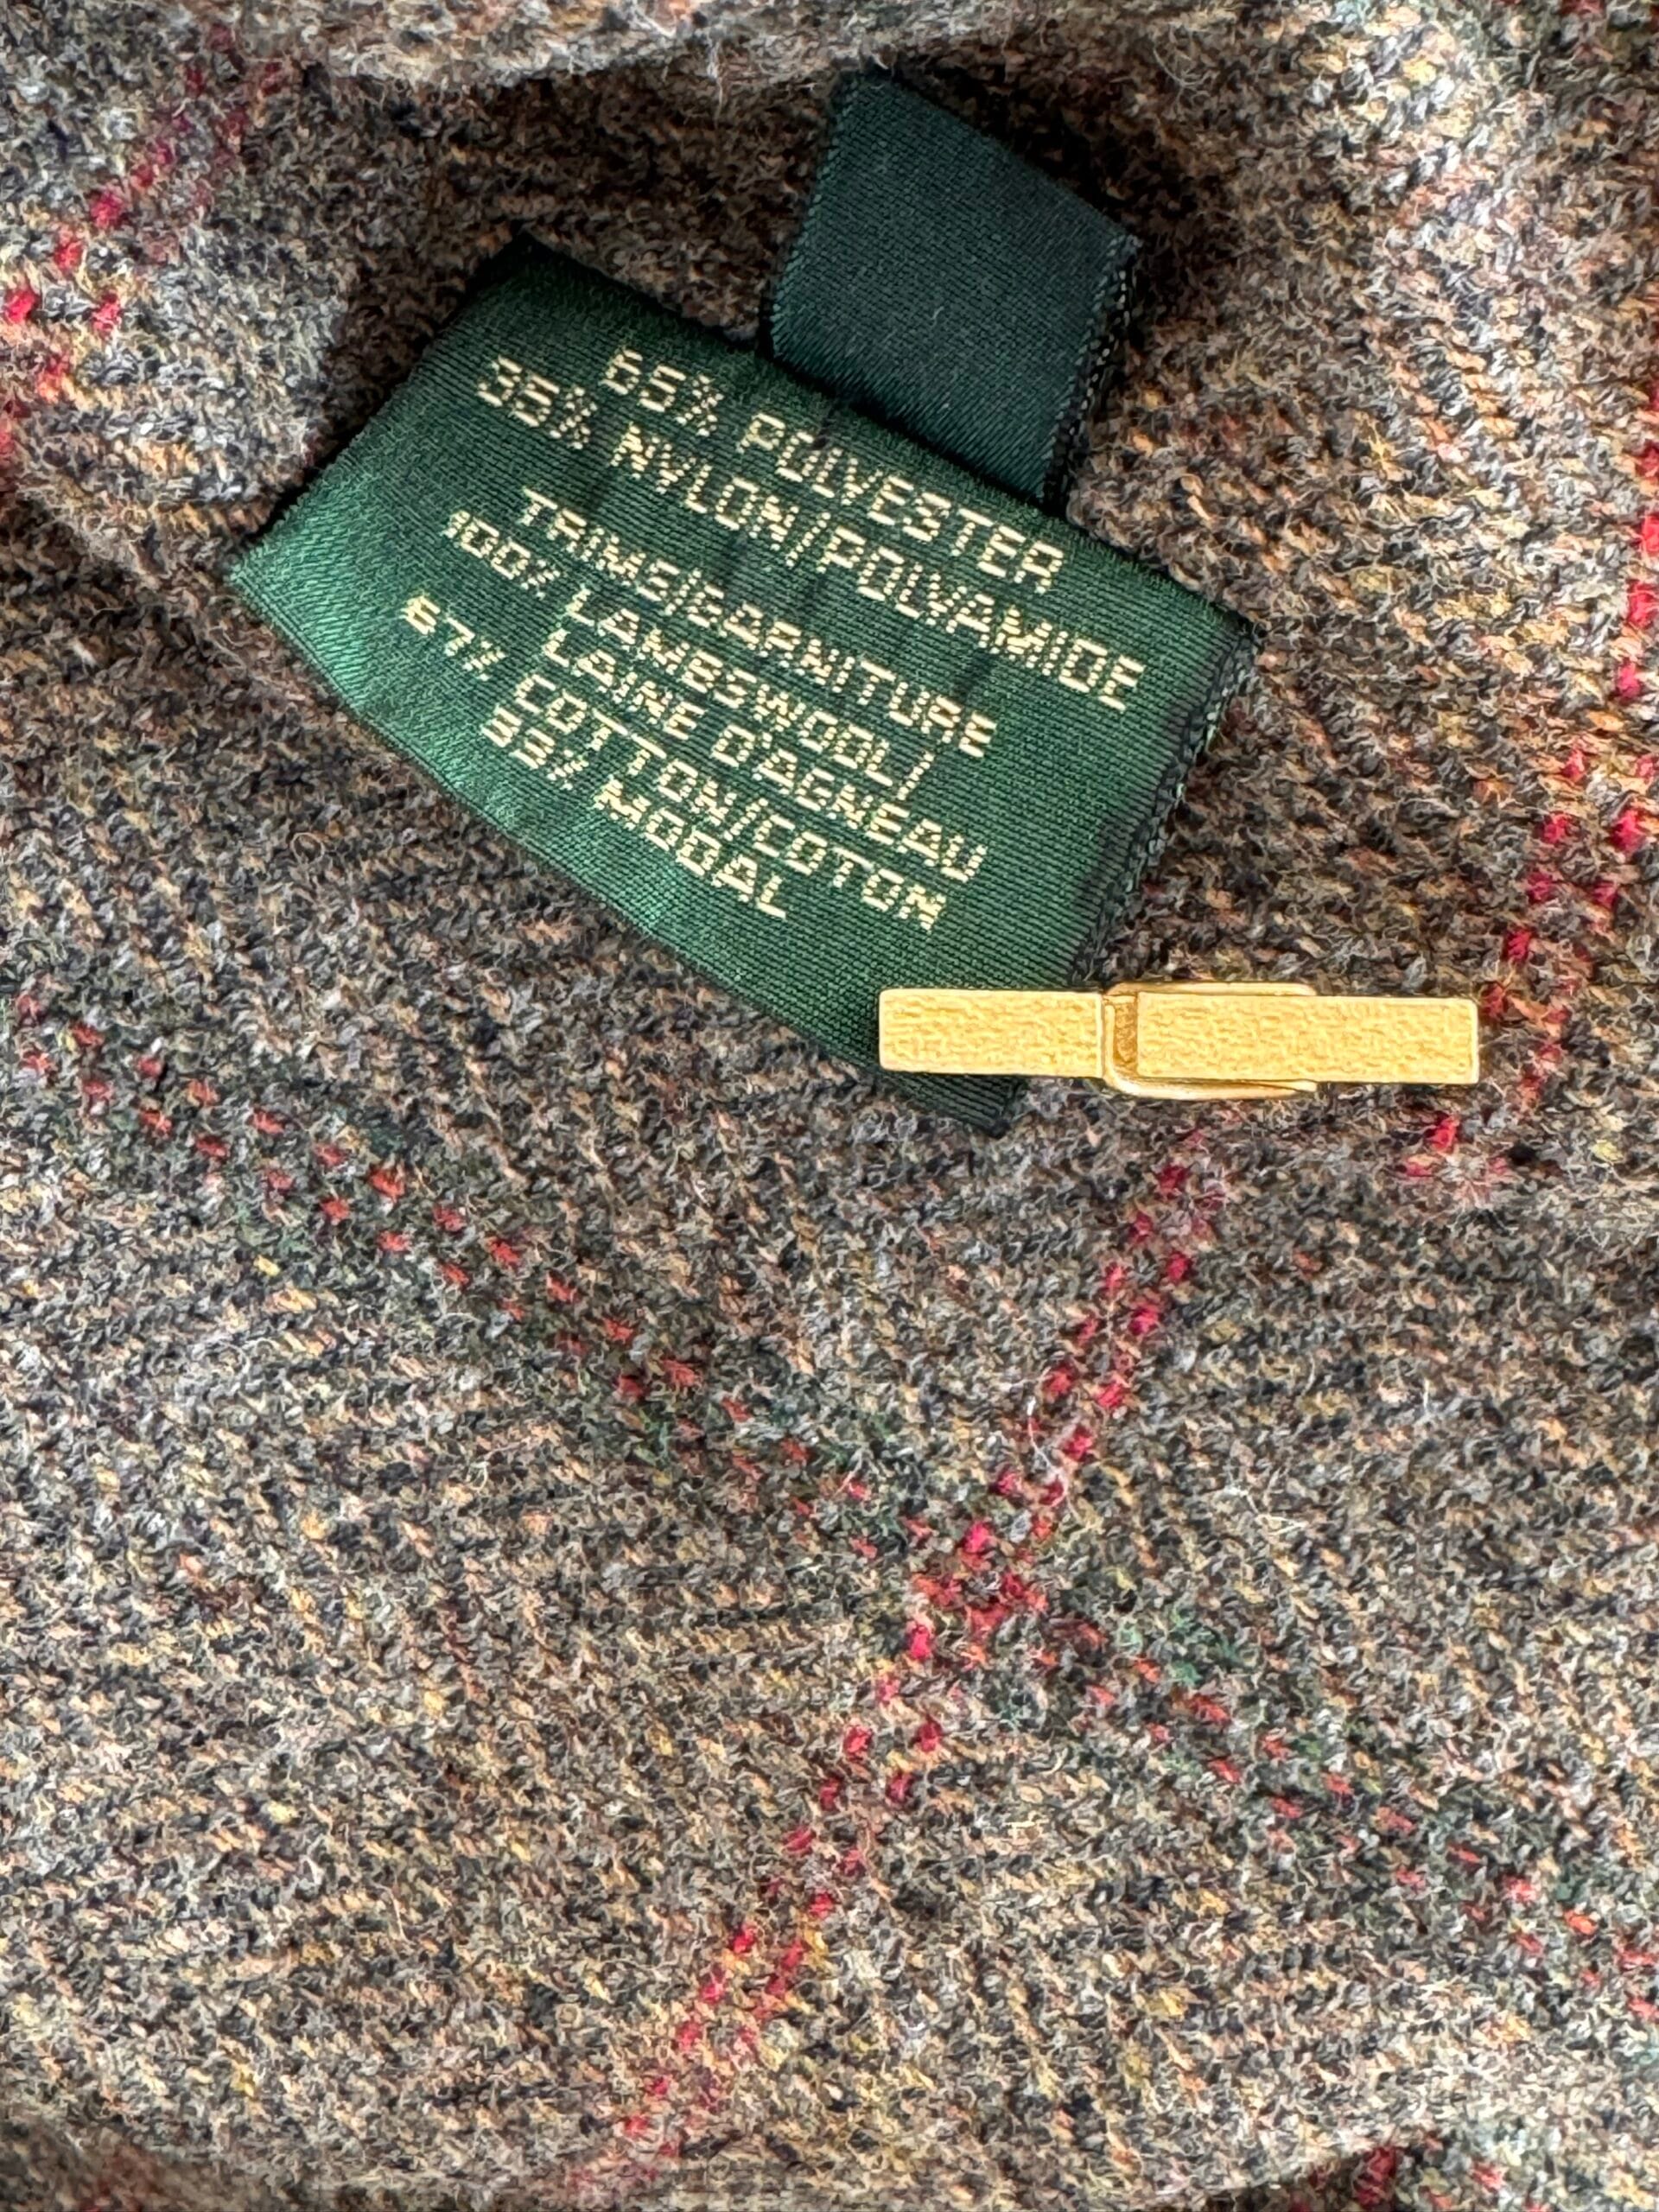 65% POLYESTER
35% NYLON/POLYAMIDE
TRIMS/GARNITURE
100% LAMBSWOOL/
LAINE D'AGNEAU
67% COTTON/COTON
33% MODAL